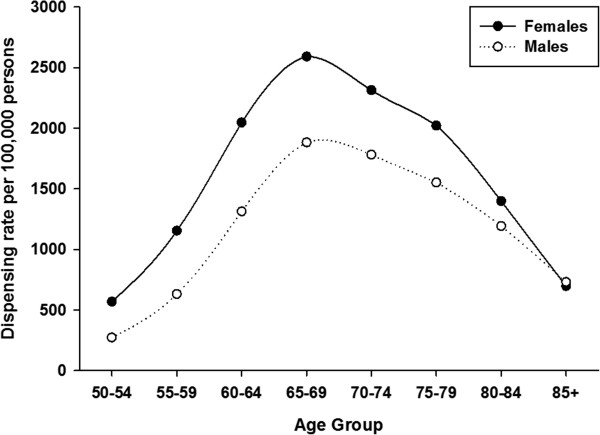 3000
2500
2000
1500
1000
500
0
Dispensing rate per 100,000 persons
Females
Males
50-54 55-59 60-64 65-69 70-74 75-79 80-84 85+
Age Group